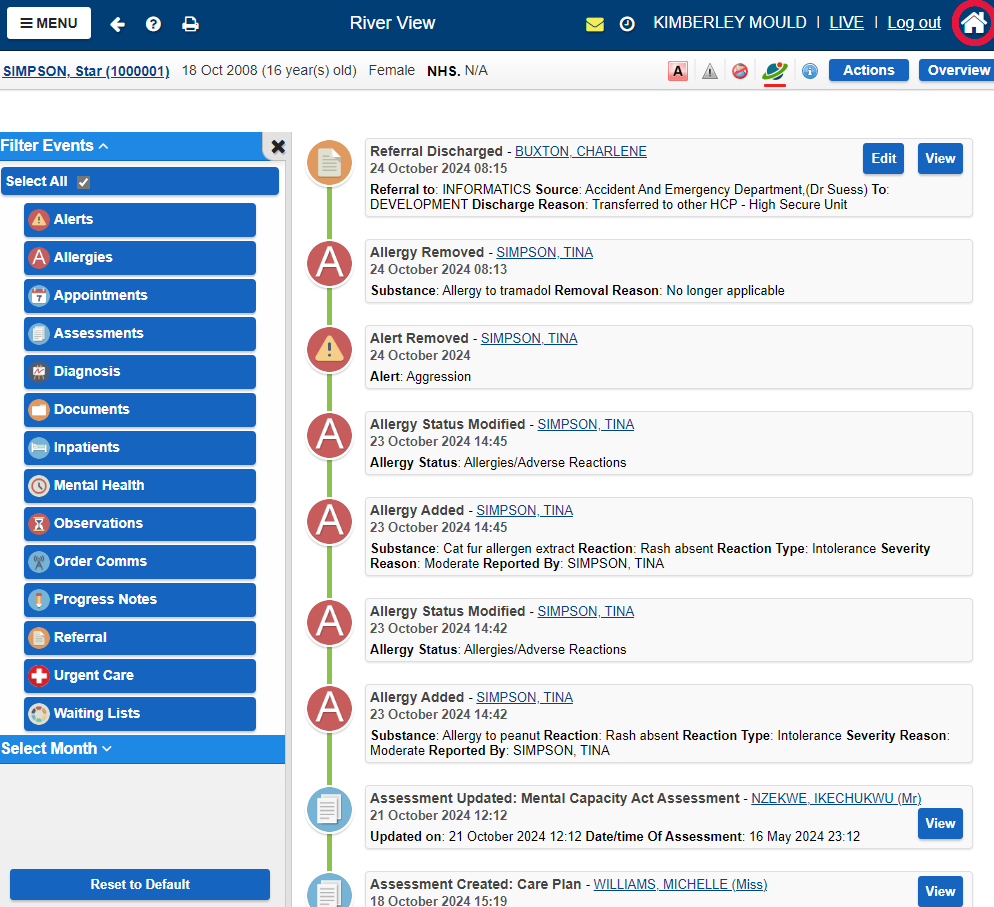 MENU
River View
KIMBERLEY MOULD | LIVE | Log out
SIMPSON, Star (1000001) 18 Oct 2008 (16 year(s) old) Female NHS. N/A
A
Actions
Overview
Filter Events
Select All
Alerts
Allergies
Appointments
Assessments
Diagnosis
Documents
Inpatients
Mental Health
Observations
Order Comms
Progress Notes
Referral
Urgent Care
Waiting Lists
Select Month
Reset to Default
Referral Discharged - BUXTON, CHARLENE
24 October 2024 08:15
Edit
View
Referral to: INFORMATICS Source: Accident And Emergency Department,(Dr Suess) To:
DEVELOPMENT Discharge Reason: Transferred to other HCP - High Secure Unit
A
Allergy Removed - SIMPSON, TINA
24 October 2024 08:13
Substance: Allergy to tramadol Removal Reason: No longer applicable
Alert Removed - SIMPSON, TINA
24 October 2024
Alert: Aggression
A
Allergy Status Modified - SIMPSON, TINA
23 October 2024 14:45
Allergy Status: Allergies/Adverse Reactions
A
Allergy Added - SIMPSON, TINA
23 October 2024 14:45
Substance: Cat fur allergen extract Reaction: Rash absent Reaction Type: Intolerance Severity
Reason: Moderate Reported By: SIMPSON, TINA
A
Allergy Status Modified - SIMPSON, TINA
23 October 2024 14:42
Allergy Status: Allergies/Adverse Reactions
A
Allergy Added - SIMPSON, TINA
23 October 2024 14:42
Substance: Allergy to peanut Reaction: Rash absent Reaction Type: Intolerance Severity Reason:
Moderate Reported By: SIMPSON, TINA
Assessment Updated: Mental Capacity Act Assessment - NZEKWE, IKECHUKWU (Mr)
21 October 2024 12:12
View
Updated on: 21 October 2024 12:12 Date/time Of Assessment: 16 May 2024 23:12
Assessment Created: Care Plan - WILLIAMS, MICHELLE (Miss)
18 October 2024 15:19
View